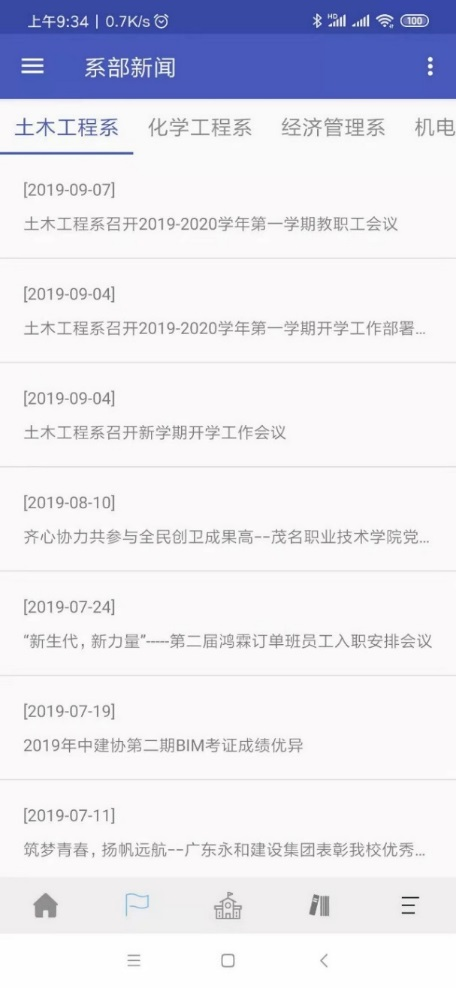 上午9:34 | 0.7K/s
HD
100
系部新闻
土木工程系 化学工程系 经济管理系 机电
[2019-09-07]
土木工程系召开2019-2020学年第一学期教职工会议
[2019-09-04]
土木工程系召开2019-2020学年第一学期开学工作部署...
[2019-09-04]
土木工程系召开新学期开学工作会议
[2019-08-10]
齐心协力共参与全民创卫成果高--茂名职业技术学院党...
[2019-07-24]
“新生代，新力量”-----第二届鸿霖订单班员工入职安排会议
[2019-07-19]
2019年中建协第二期BIM考证成绩优异
[2019-07-11]
筑梦青春，扬帆远航--广东永和建设集团表彰我校优秀...